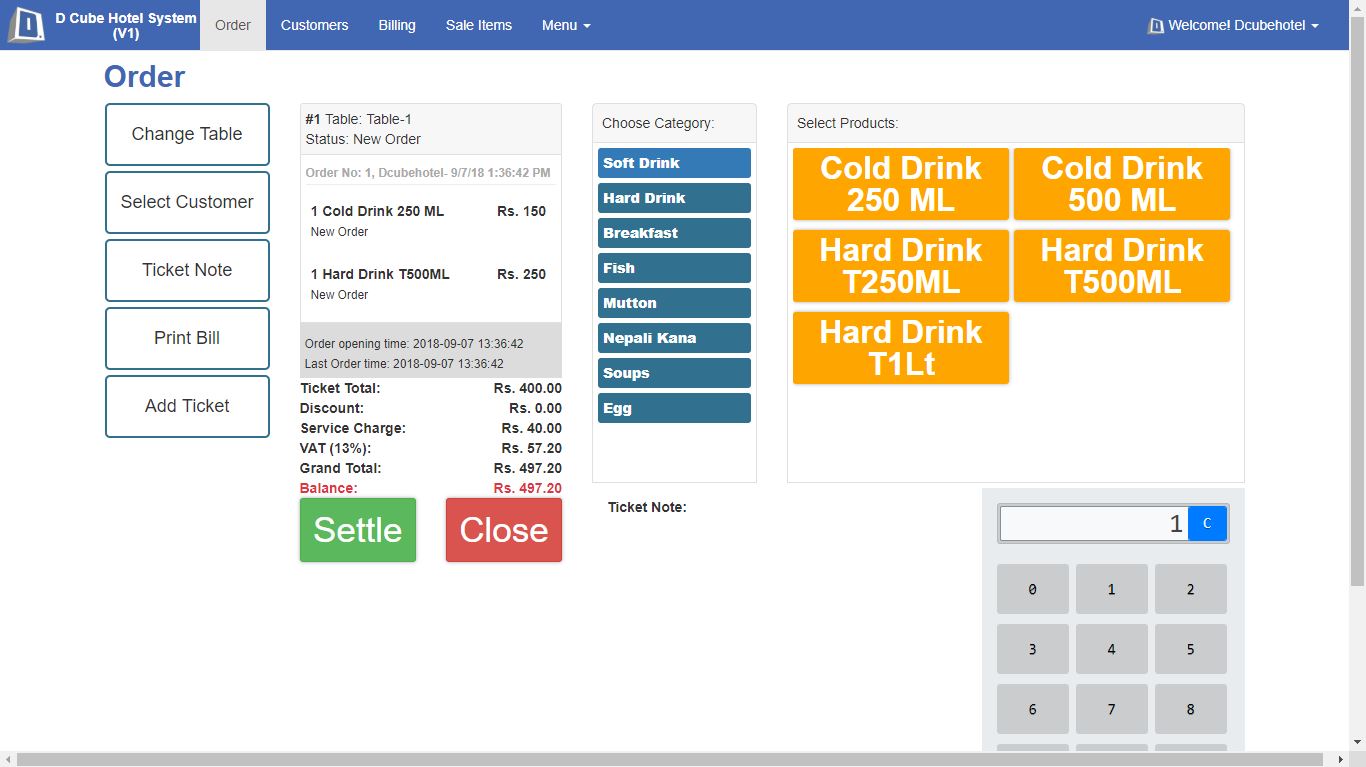 D Cube Hotel System
(V1)
Order
Customers
Billing
Sale Items
Menu
Welcome! Dcubehotel
Order
Change Table
Select Customer
Ticket Note
Print Bill
Add Ticket
#1 Table: Table-1
Status: New Order
Order No: 1, Dcubehotel- 9/7/18 1:36:42 PM
1 Cold Drink 250 ML Rs. 150
New Order
1 Hard Drink T500ML Rs. 250
New Order
Order opening time: 2018-09-07 13:36:42
Last Order time: 2018-09-07 13:36:42
Ticket Total: Rs. 400.00
Discount: Rs. 0.00
Service Charge: Rs. 40.00
VAT (13%): Rs. 57.20
Grand Total: Rs. 497.20
Balance: Rs. 497.20
Settle
Close
Choose Category:
Soft Drink
Hard Drink
Breakfast
Fish
Mutton
Nepali Kana
Soups
Egg
Select Products:
Cold Drink
250 ML
Cold Drink
500 ML
Hard Drink
T250ML
Hard Drink
T500ML
Hard Drink
T1Lt
Ticket Note:
1 C
0 1 2
3 4 5
6 7 8